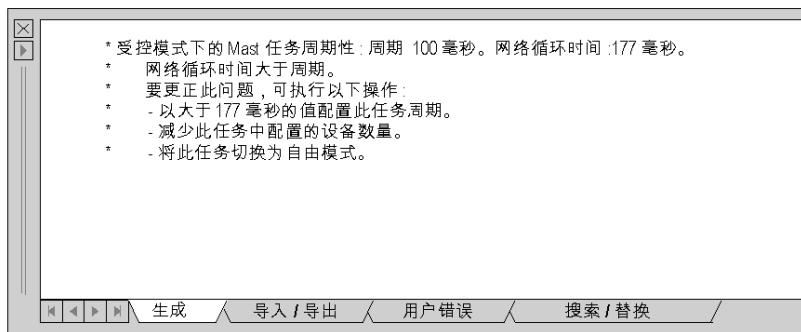 * 受控模式下的 Mast 任务周期性 : 周期 100 毫秒。网络循环时间 :177 毫秒。
* 网络循环时间大于周期。
* 要更正此问题，可执行以下操作 :
* - 以大于 177 毫秒的值配置此任务周期。
* - 减少此任务中配置的设备数量。
* - 将此任务切换为自由模式。
生成 导入 / 导出 用户错误 搜索 / 替换